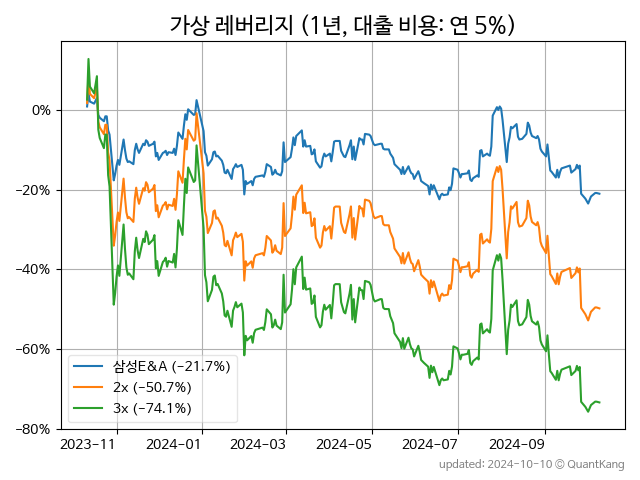 가상 레버리지 (1년, 대출 비용: 연 5%)
0%
−20%
−40%
−60%
−80%
삼성E&A (−21.7%)
2x (−50.7%)
3x (−74.1%)
2023−11 2024−01 2024−03 2024−05 2024−07 2024−09
updated: 2024−10−10 © QuantKang